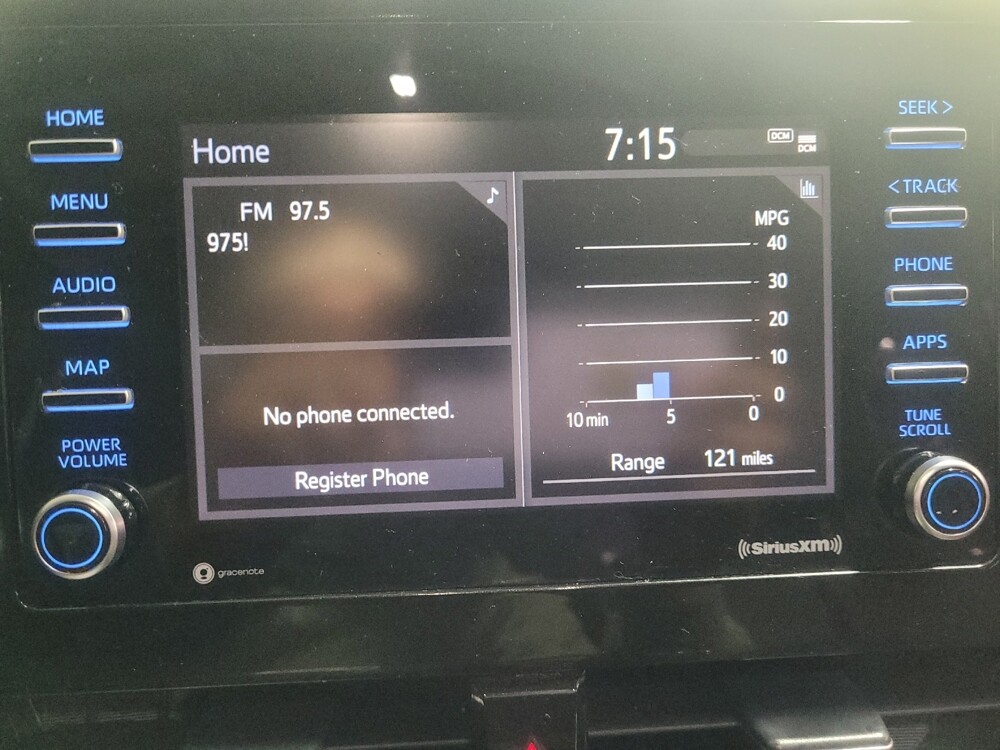 HOME
MENU
AUDIO
MAP
POWER
VOLUME
Home
7:15
DCM
DCM
FM 97.5
975!
No phone connected.
Register Phone
MPG
40
30
20
10
0
10 min 5 0
Range 121 miles
gracenote
((SiriusXM))
SEEK >
< TRACK
PHONE
APPS
TUNE
SCROLL